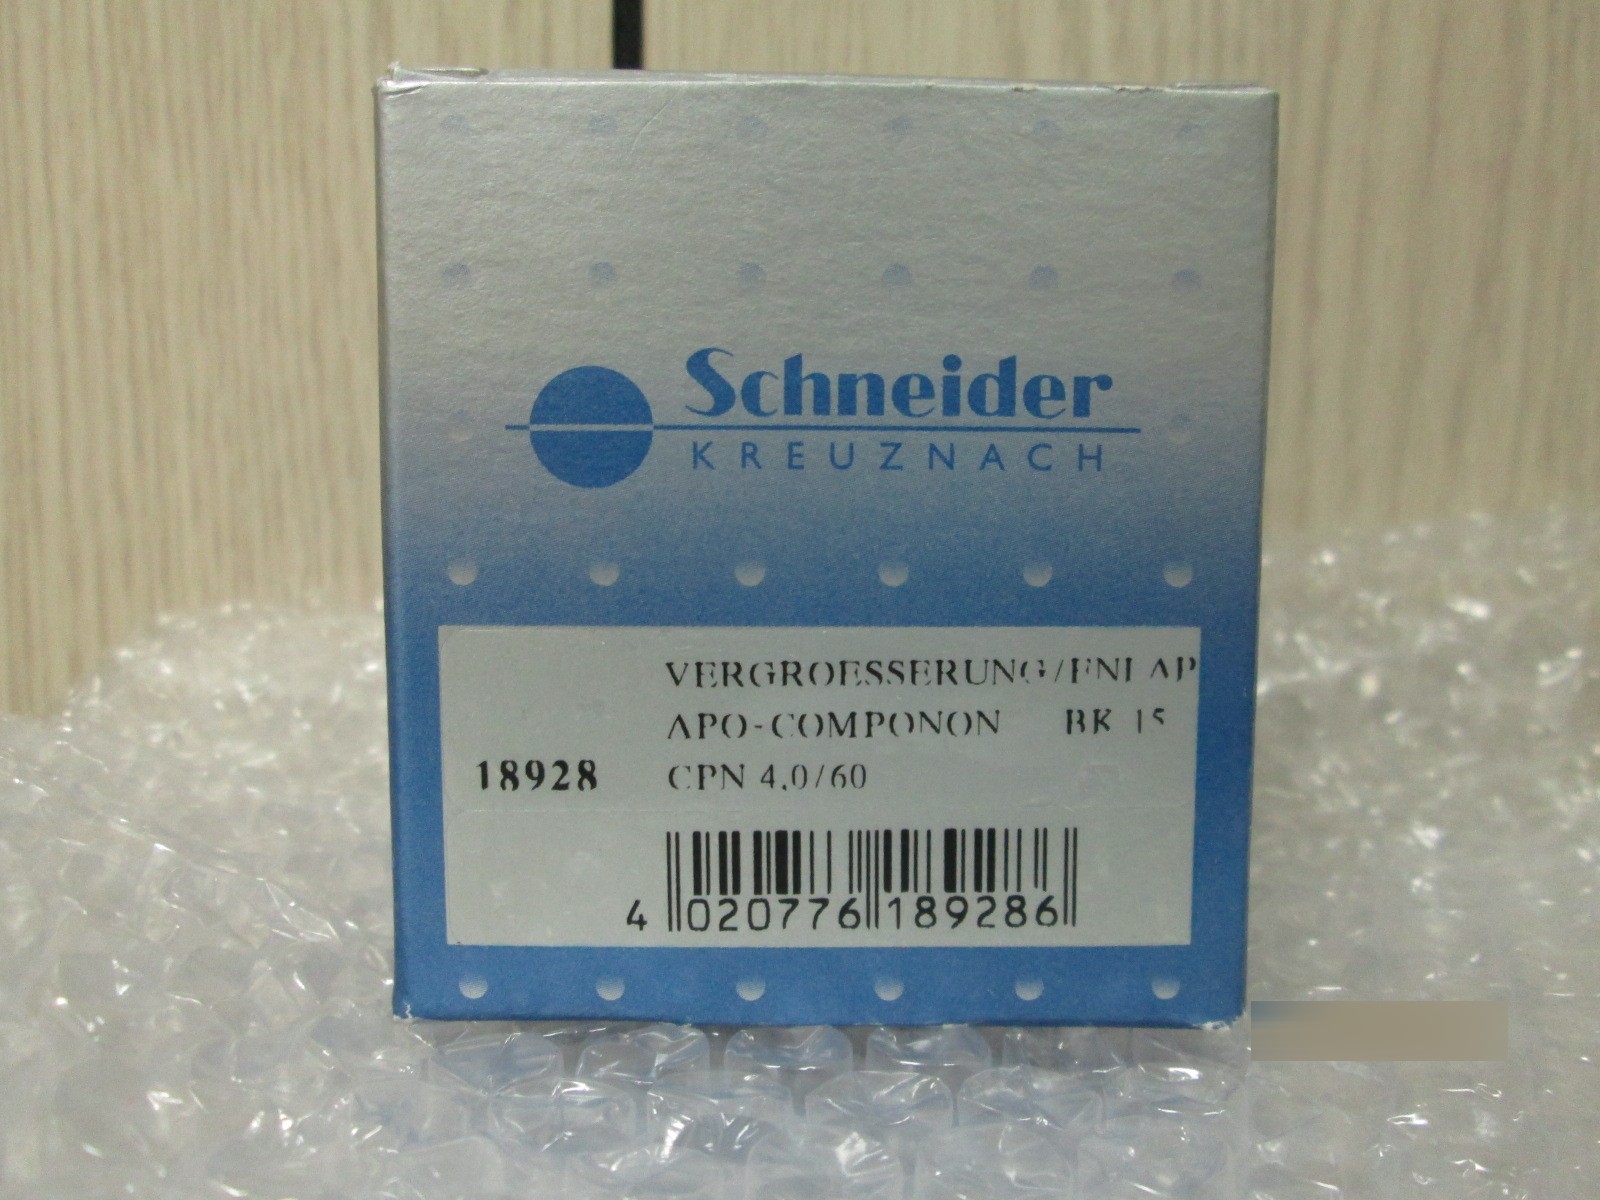 Schneider
KREUZNACH
VERGROESSERUNG/ENLAP
APO-COMPONON BK 15
18928 CPN 4,0/60
4 020776 189286